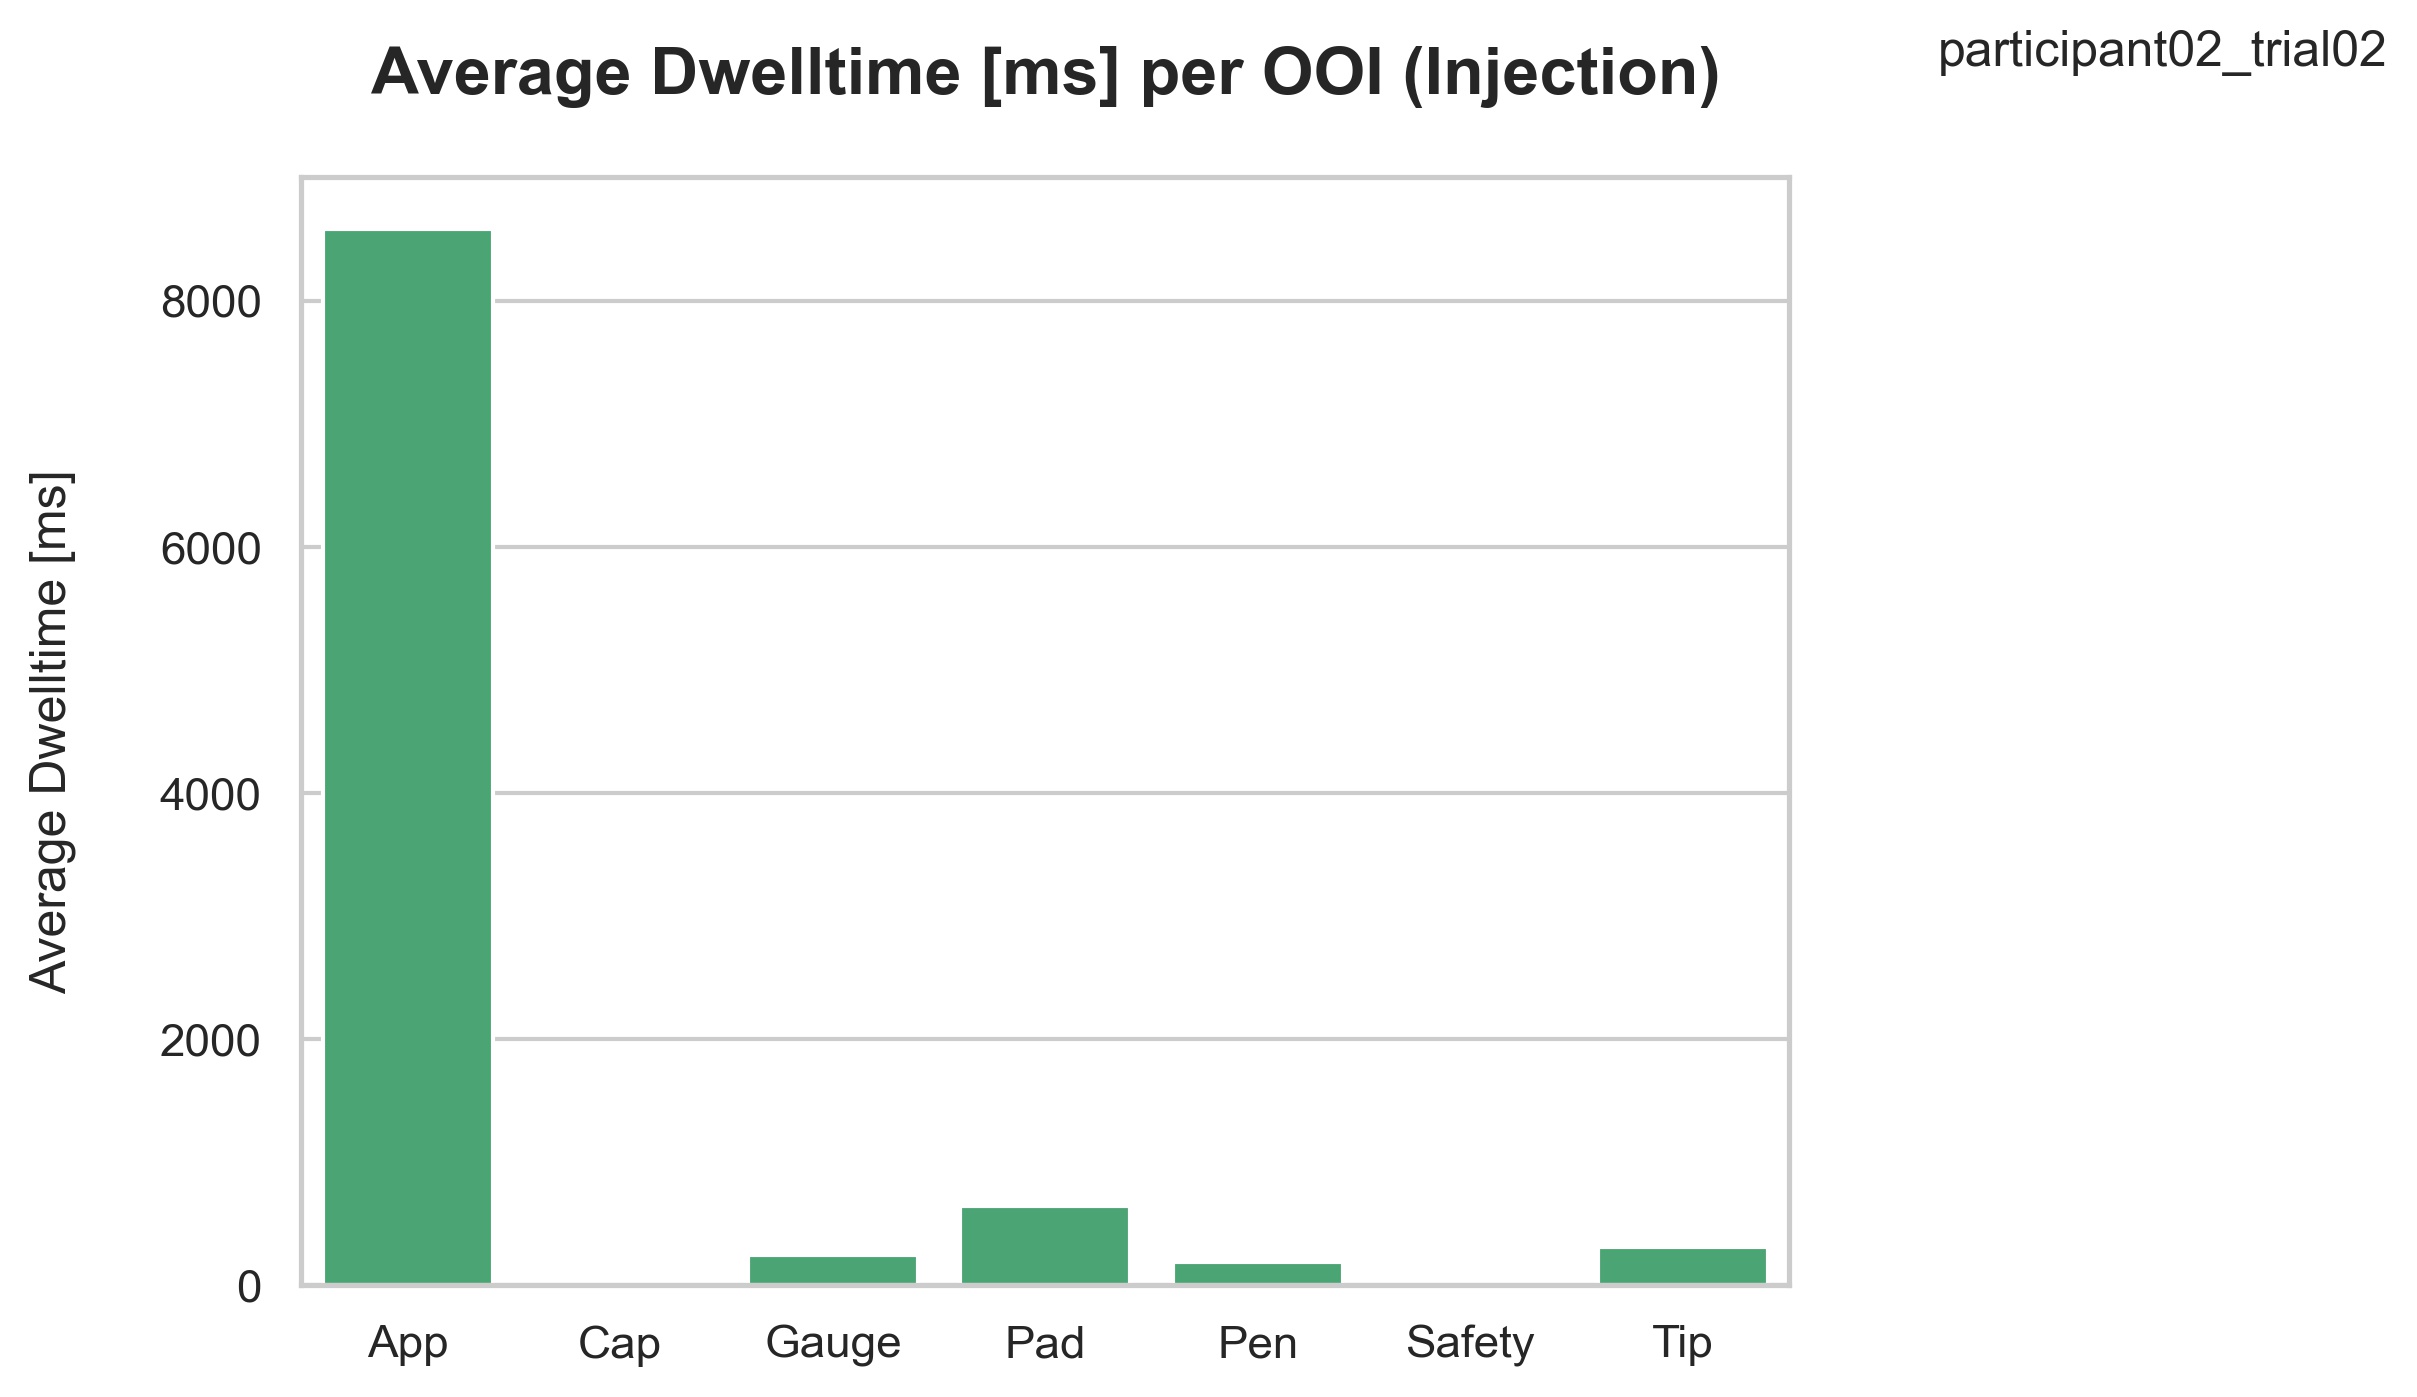 participant02_trial02
Average Dwelltime [ms] per OOI (Injection)
Average Dwelltime [ms]
8000
6000
4000
2000
0
App Cap Gauge Pad Pen Safety Tip